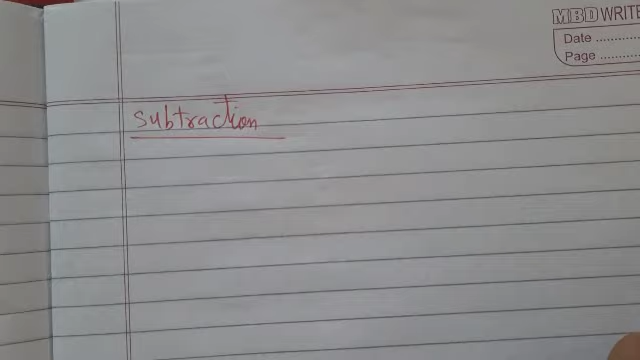 MBD WRITE
Date ............
Page ............
subtraction